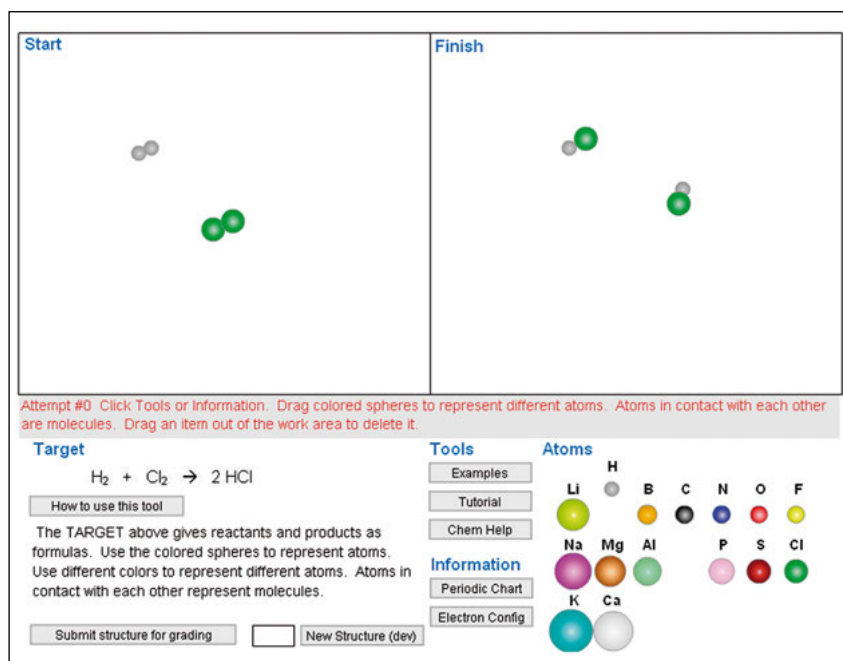 Start
Finish
Attempt #0 Click Tools or Information. Drag colored spheres to represent different atoms. Atoms in contact with each other
are molecules. Drag an item out of the work area to delete it.
Target
H₂ + Cl₂ → 2 HCl
How to use this tool
The TARGET above gives reactants and products as
formulas. Use the colored spheres to represent atoms.
Use different colors to represent different atoms. Atoms in
contact with each other represent molecules.
Submit structure for grading
New Structure (dev)
Tools
Examples
Tutorial
Chem Help
Information
Periodic Chart
Electron Config
Atoms
H
Li B C N O F
Na Mg Al P S Cl
K Ca